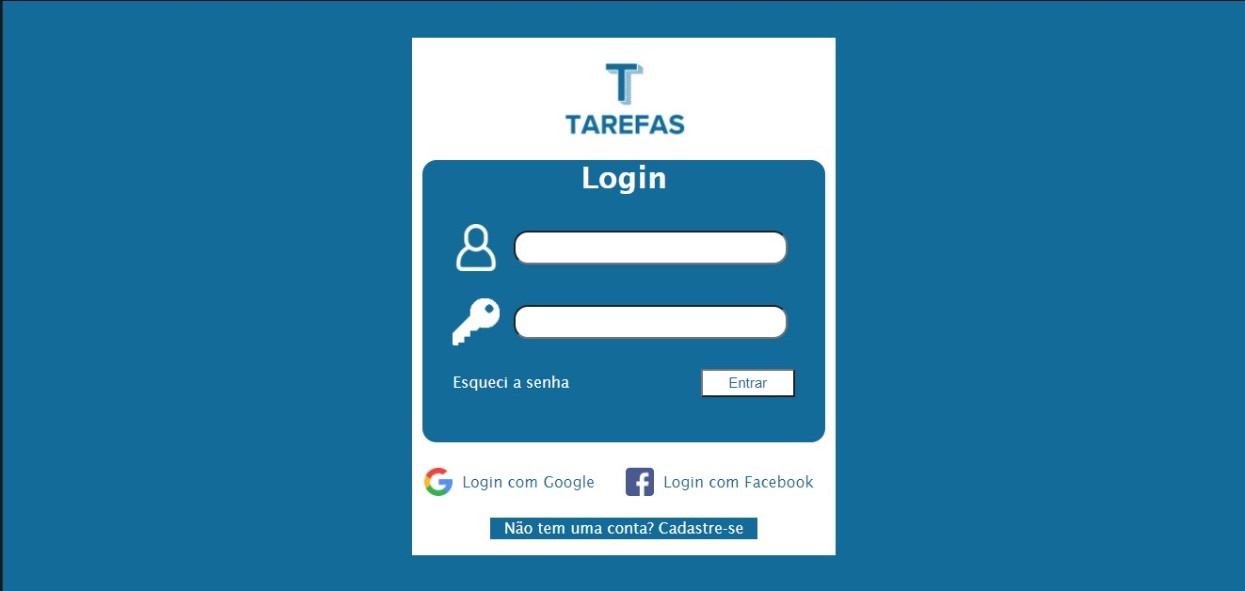 T
TAREFAS
Login
Esqueci a senha
Entrar
Login com Google
Login com Facebook
Não tem uma conta? Cadastre-se